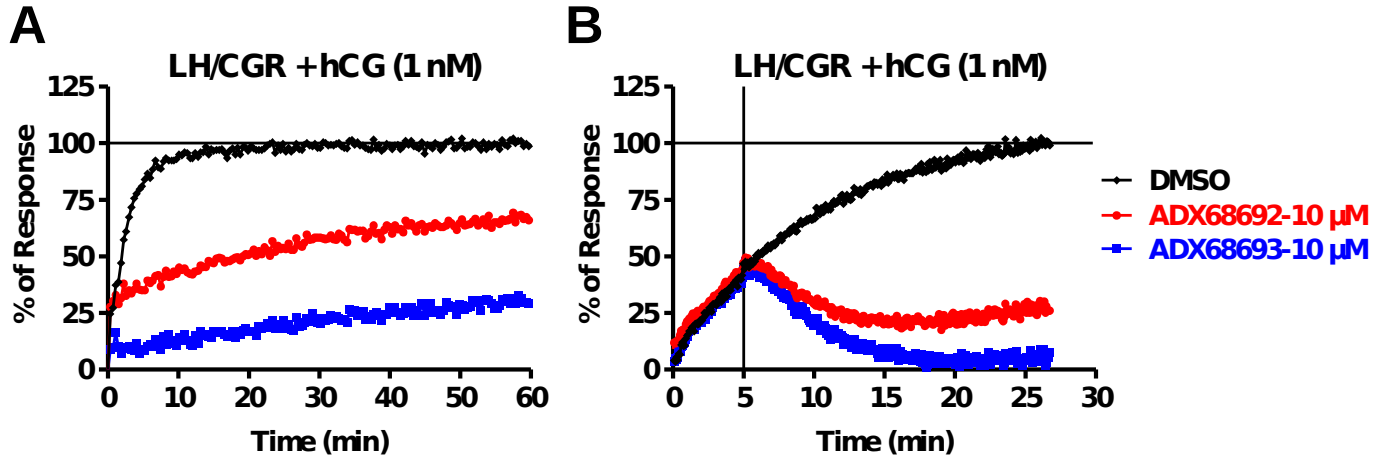 A
LH/CGR + hCG (1 nM)
% of Response
125
100
75
50
25
0
0 10 20 30 40 50 60
Time (min)
B
LH/CGR + hCG (1 nM)
% of Response
125
100
75
50
25
0
0 5 10 15 20 25 30
Time (min)
DMSO
ADX68692-10 µM
ADX68693-10 µM